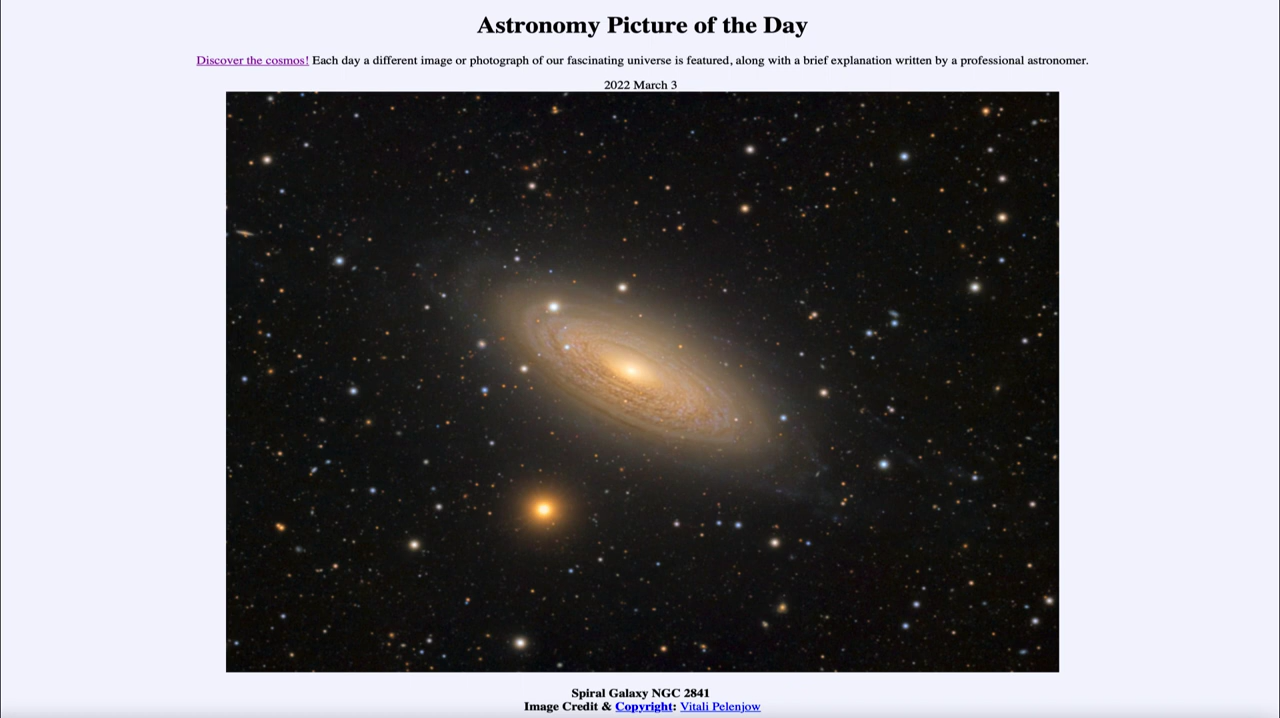 Astronomy Picture of the Day
Discover the cosmos! Each day a different image or photograph of our fascinating universe is featured, along with a brief explanation written by a professional astronomer.
2022 March 3
Spiral Galaxy NGC 2841
Image Credit & Copyright: Vitali Pelenjow